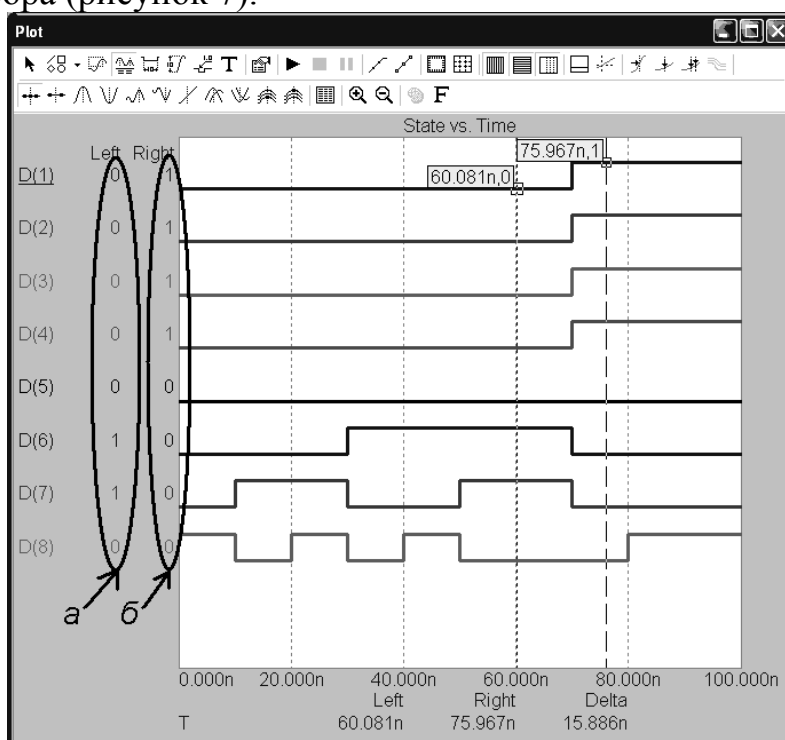 ора (рисунок 7).
Plot
T
F
State vs. Time
Left Right
75.967n,1
D(1) 0 1
60.081n,0
D(2) 0 1
D(3) 0 1
D(4) 0 1
D(5) 0 0
D(6) 1 0
D(7) 1 0
D(8) 0 0
а б
0.000n 20.000n 40.000n 60.000n 80.000n 100.000n
Left Right Delta
T 60.081n 75.967n 15.886n